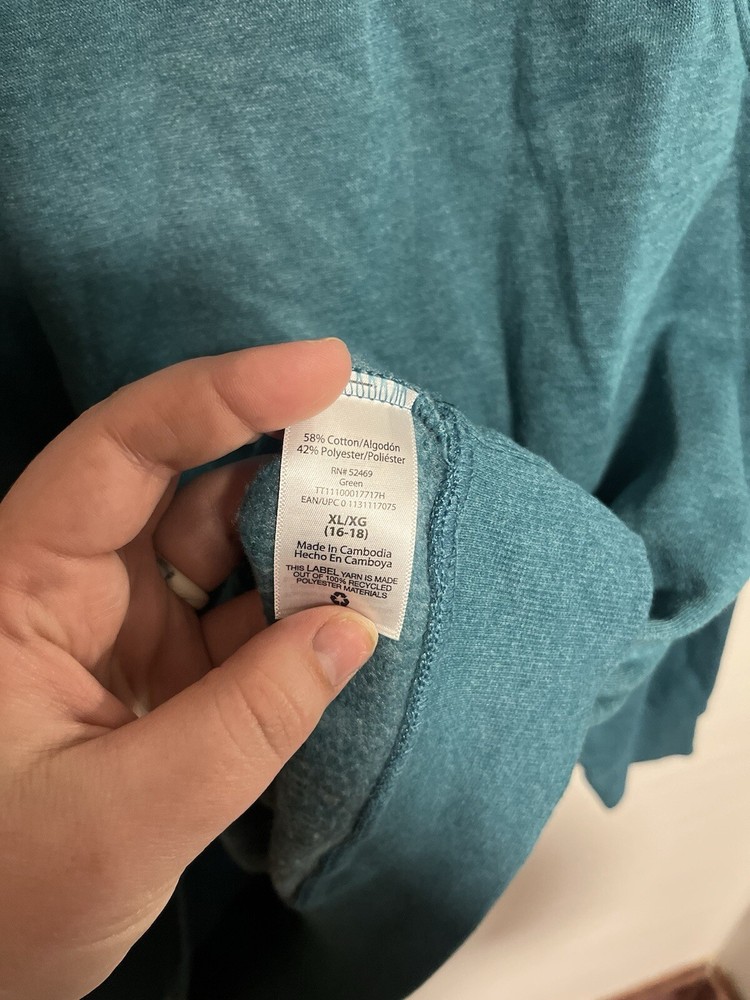 58% Cotton/Algodón
42% Polyester/Poliéster
RN# 52469
Green
TT11100017717H
EAN/UPC 0 1131117075
XL/XG
(16-18)
Made In Cambodia
Hecho En Camboya
THIS LABEL YARN IS MADE
OUT OF 100% RECYCLED
POLYESTER MATERIALS